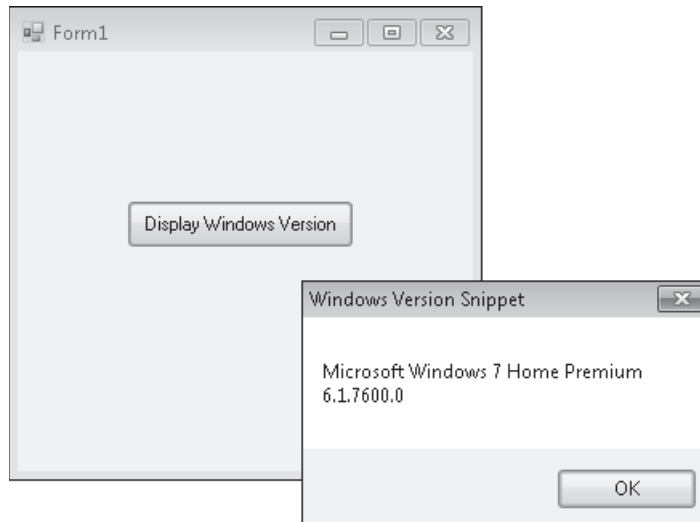 Form1
Display Windows Version
Windows Version Snippet
Microsoft Windows 7 Home Premium
6.1.7600.0
OK